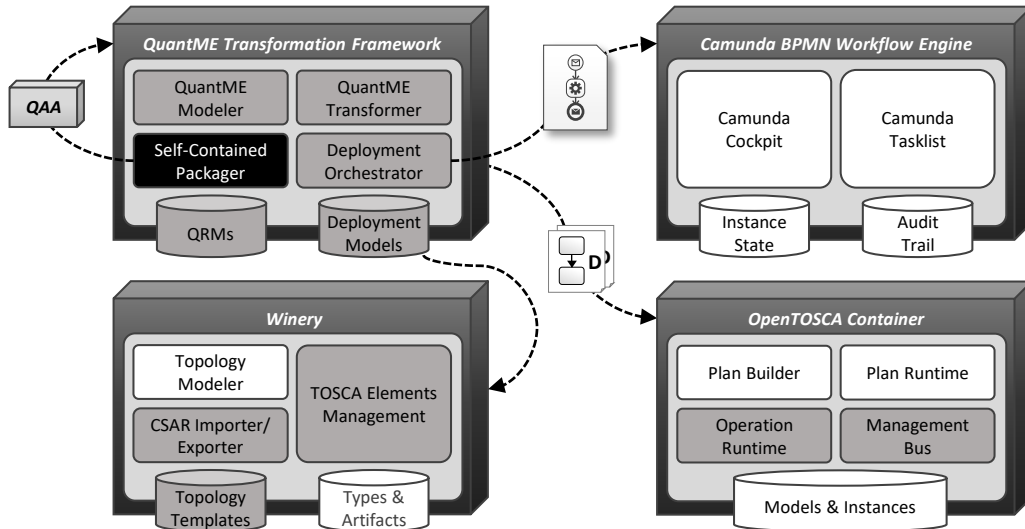 QuantME Transformation Framework
QAA
QuantME
Modeler
QuantME
Transformer
Self-Contained
Packager
Deployment
Orchestrator
QRMs
Deployment
Models
Camunda BPMN Workflow Engine
Camunda
Cockpit
Camunda
Tasklist
Instance
State
Audit
Trail
D
Winery
Topology
Modeler
TOSCA Elements
Management
CSAR Importer/
Exporter
Topology
Templates
Types &
Artifacts
OpenTOSCA Container
Plan Builder
Plan Runtime
Operation
Runtime
Management
Bus
Models & Instances